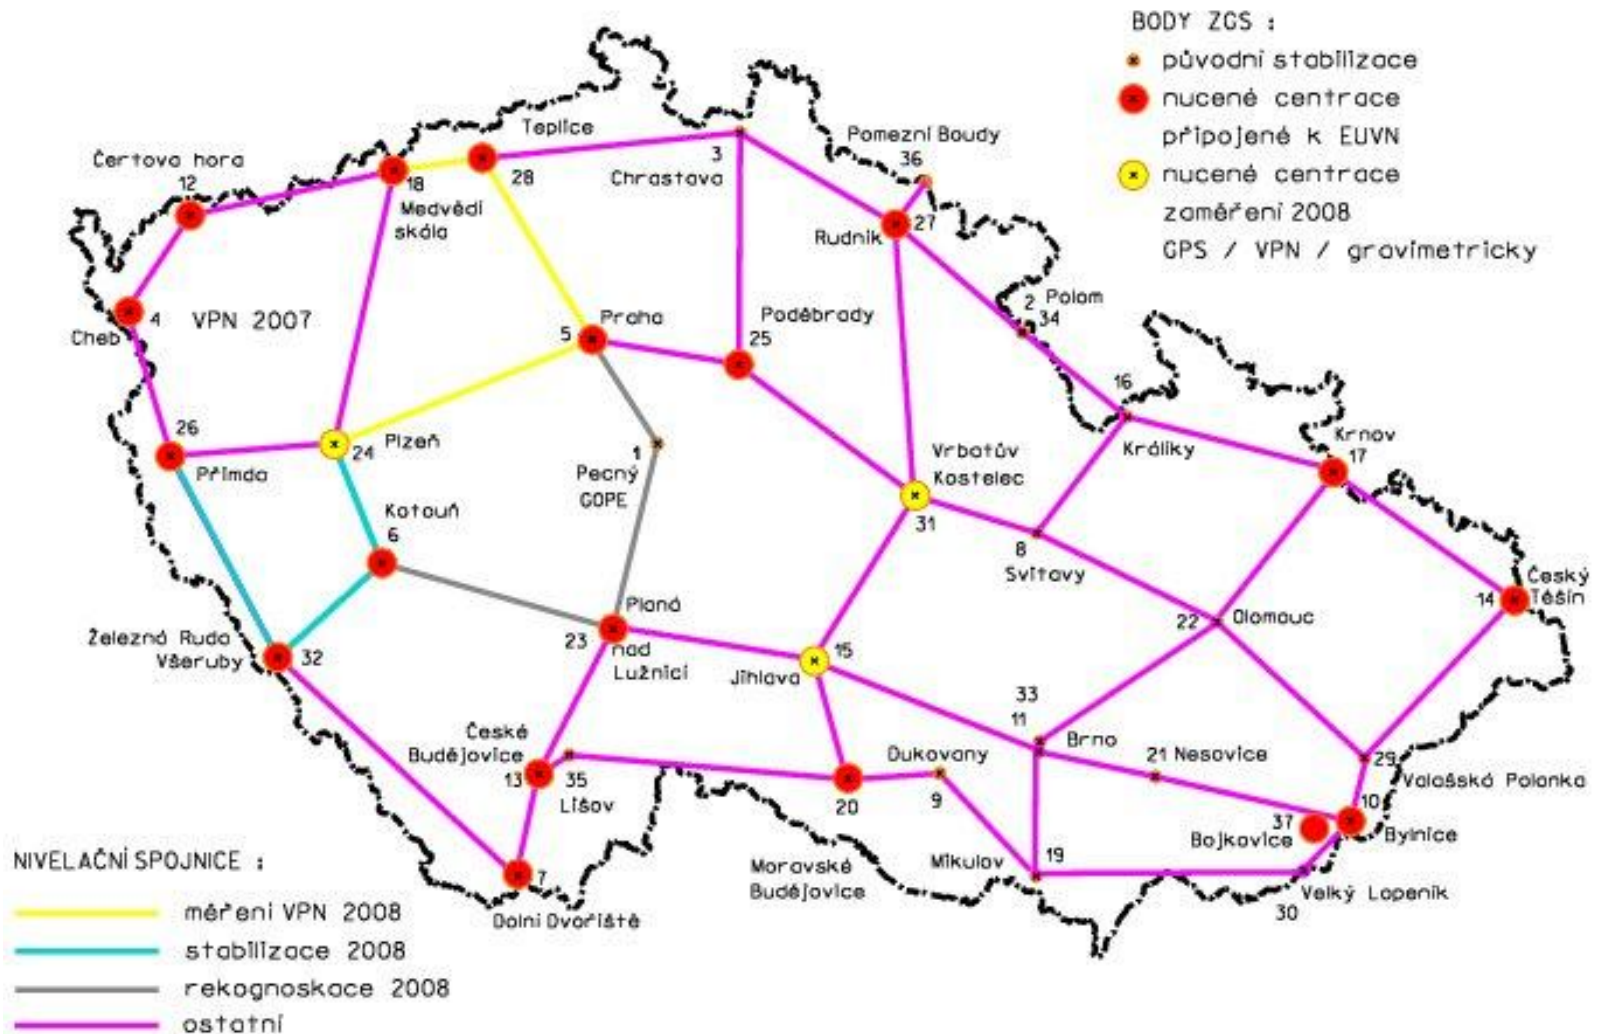 BODY ZGS :
původní stabilizace
nucené centrace
připojené k EUVN
nucené centrace
zaměření 2008
GPS / VPN / gravimetricky
Teplice
28
3
Chrastava
Pomezní Boudy
36
Čertova hora
12
18
Medvědí
skála
27
Rudník
4
Cheb
VPN 2007
Praha
5
Poděbrady
25
2 Polom
34
16
Králíky
Krnov
17
26
Přimda
24
Plzeň
1
Pecný
GOPE
Vrbatův
Kostelec
31
Kotouň
6
8
Svitavy
Český
Těšín
14
22
Olomouc
Železná Ruda
Všeruby
32
Planá
23
nad
Lužnicí
15
Jihlava
33
11
Brno
České
Budějovice
13
35
Lišov
Dukovany
9
20
21 Nesovice
29
Valašská Polanka
10
37
Bojkovice
Bylnice
Moravské
Budějovice
Mikulov
19
Velký Lopeník
30
7
Dolní Dvořiště
NIVELAČNÍ SPOJNICE :
měření VPN 2008
stabilizace 2008
rekognoskace 2008
ostatní